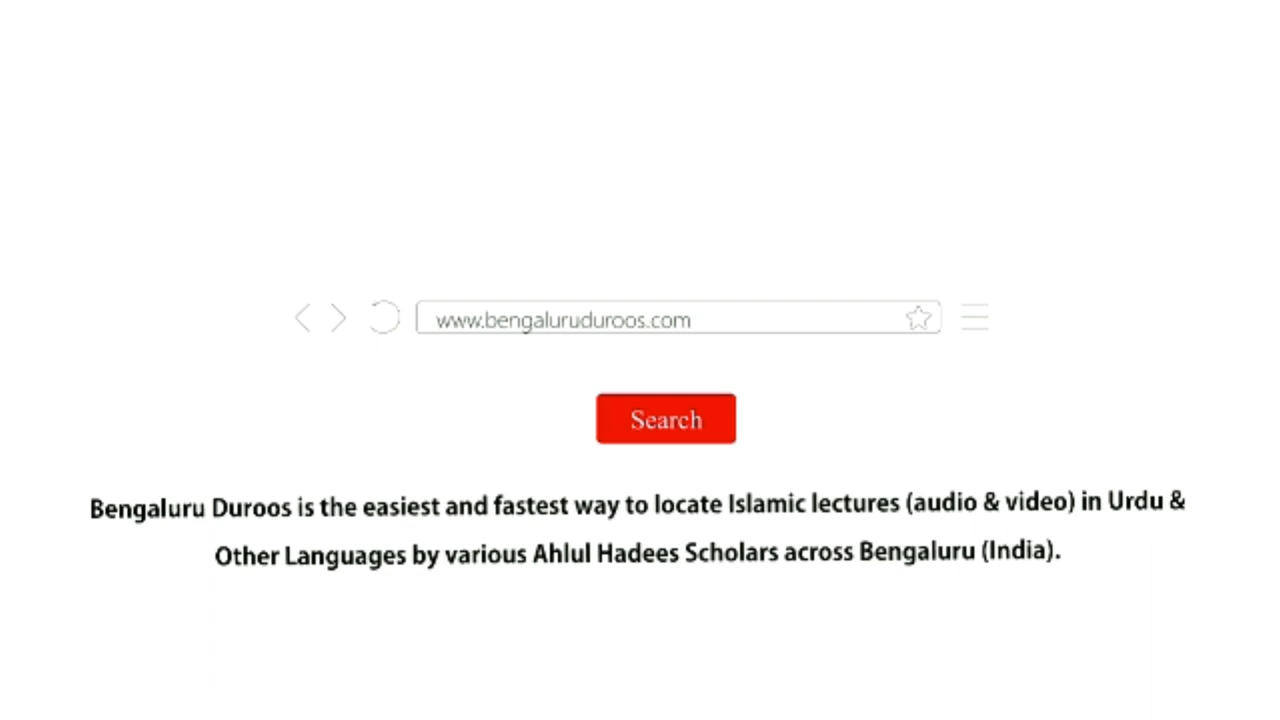 www.bengaluruduroos.com
Search
Bengaluru Duroos is the easiest and fastest way to locate Islamic lectures (audio & video) in Urdu &
Other Languages by various Ahlul Hadees Scholars across Bengaluru (India).